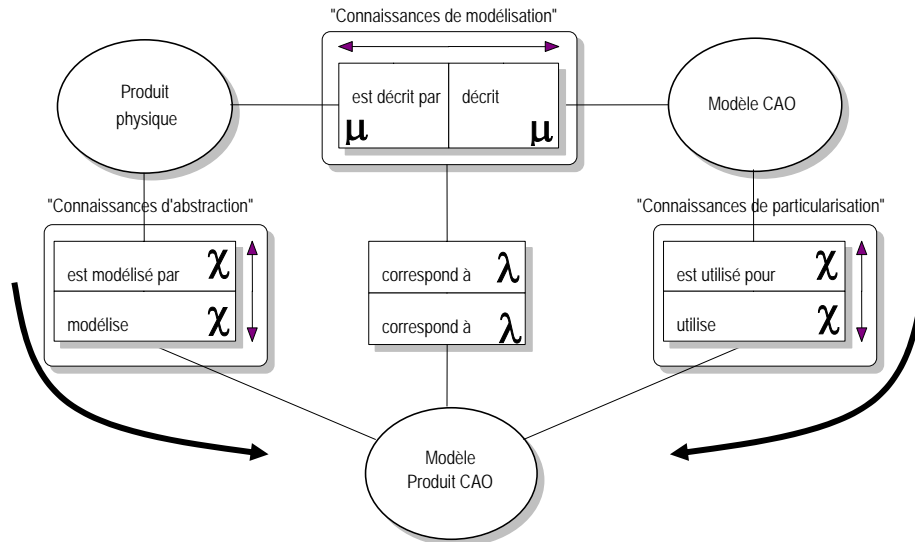 "Connaissances de modélisation"
Produit
physique
est décrit par
μ
décrit
μ
Modèle CAO
"Connaissances d'abstraction"
est modélisé par χ
modélise χ
correspond à λ
correspond à λ
"Connaissances de particularisation"
est utilisé pour χ
utilise χ
Modèle
Produit CAO